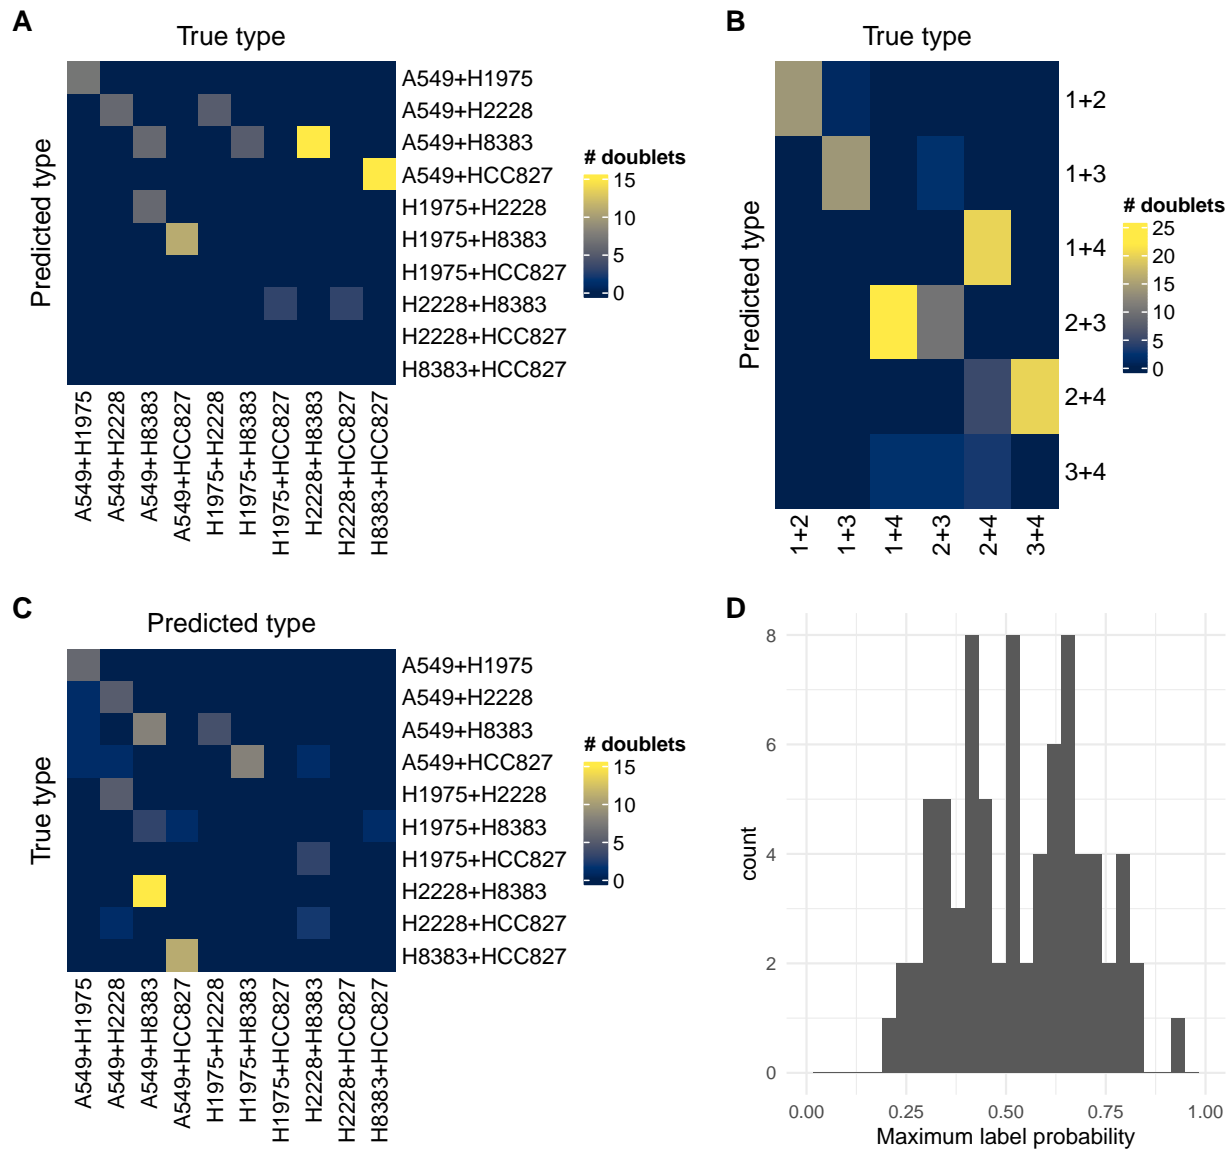 A
True type
Predicted type
A549+H1975
A549+H2228
A549+H8383
A549+HCC827
H1975+H2228
H1975+H8383
H1975+HCC827
H2228+H8383
H2228+HCC827
H8383+HCC827
A549+H1975
A549+H2228
A549+H8383
A549+HCC827
H1975+H2228
H1975+H8383
H1975+HCC827
H2228+H8383
H2228+HCC827
H8383+HCC827
# doublets
15
10
5
0
B
True type
Predicted type
1+2
1+3
1+4
2+3
2+4
3+4
1+2
1+3
1+4
2+3
2+4
3+4
# doublets
25
20
15
10
5
0
C
Predicted type
True type
A549+H1975
A549+H2228
A549+H8383
A549+HCC827
H1975+H2228
H1975+H8383
H1975+HCC827
H2228+H8383
H2228+HCC827
H8383+HCC827
A549+H1975
A549+H2228
A549+H8383
A549+HCC827
H1975+H2228
H1975+H8383
H1975+HCC827
H2228+H8383
H2228+HCC827
H8383+HCC827
# doublets
15
10
5
0
D
count
8
6
4
2
0
0.00 0.25 0.50 0.75 1.00
Maximum label probability